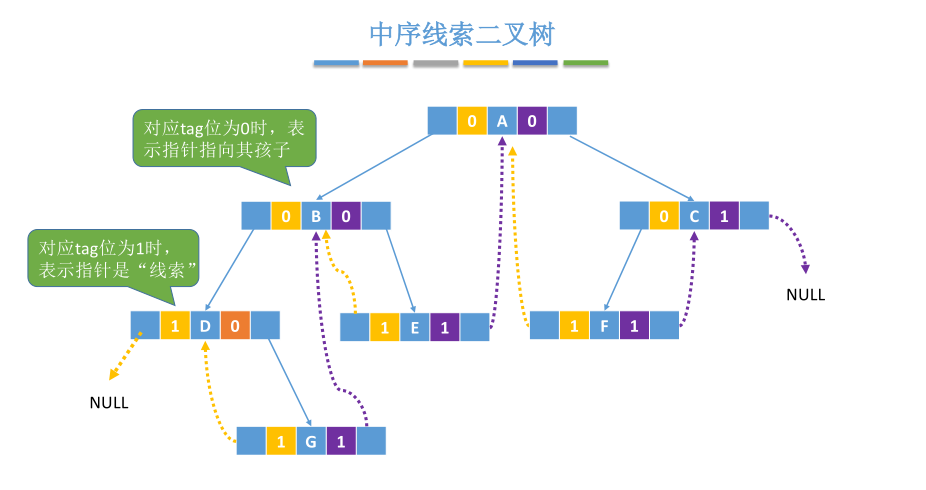 中序线索二叉树
对应tag位为0时，表
示指针指向其孩子
0 A 0
0 B 0
0 C 1
对应tag位为1时，
表示指针是“线索”
NULL
1 D 0
1 E 1
1 F 1
NULL
1 G 1